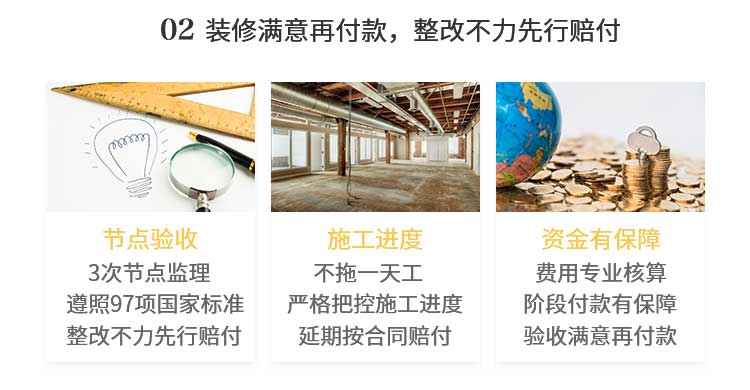 02 装修满意再付款，整改不力先行赔付
节点验收
3次节点监理
遵照97项国家标准
整改不力先行赔付
施工进度
不拖一天工
严格把控施工进度
延期按合同赔付
资金有保障
费用专业核算
阶段付款有保障
验收满意再付款